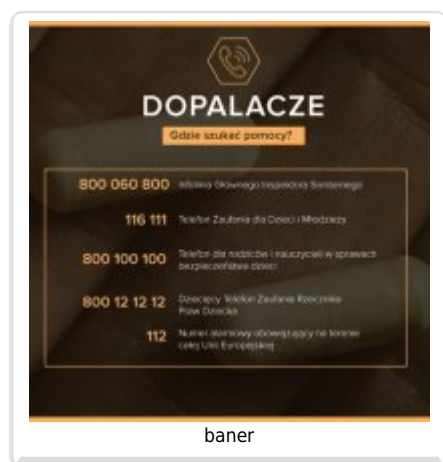 DOPALACZE
Gdzie szukać pomocy?
800 060 800 Infolinia Głównego Inspektora Sanitarnego
116 111 Telefon Zaufania dla Dzieci i Młodzieży
800 100 100 Telefon dla rodziców i nauczycieli w sprawach
bezpieczeństwa dzieci
800 12 12 12 Dziecięcy Telefon Zaufania Rzecznika
Praw Dziecka
112 Numer alarmowy obowiązujący na terenie
całej Unii Europejskiej
baner